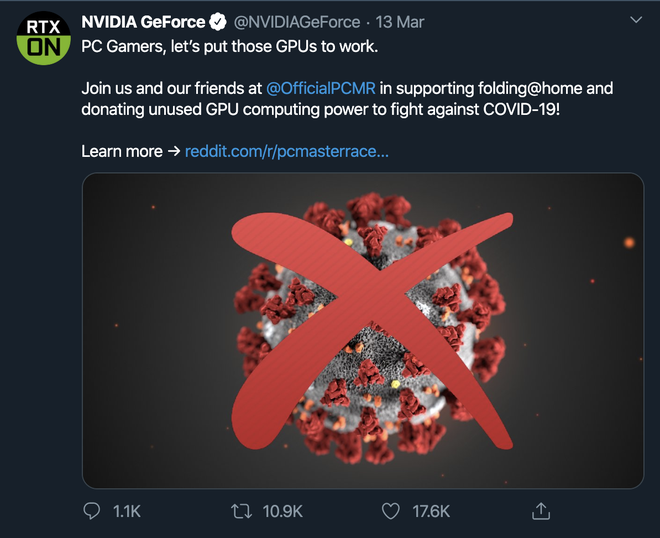 RTX
ON
NVIDIA GeForce @NVIDIAGeForce · 13 Mar
PC Gamers, let's put those GPUs to work.
Join us and our friends at @OfficialPCMR in supporting folding@home and
donating unused GPU computing power to fight against COVID-19!
Learn more → reddit.com/r/pcmasterrace...
1.1K 10.9K 17.6K